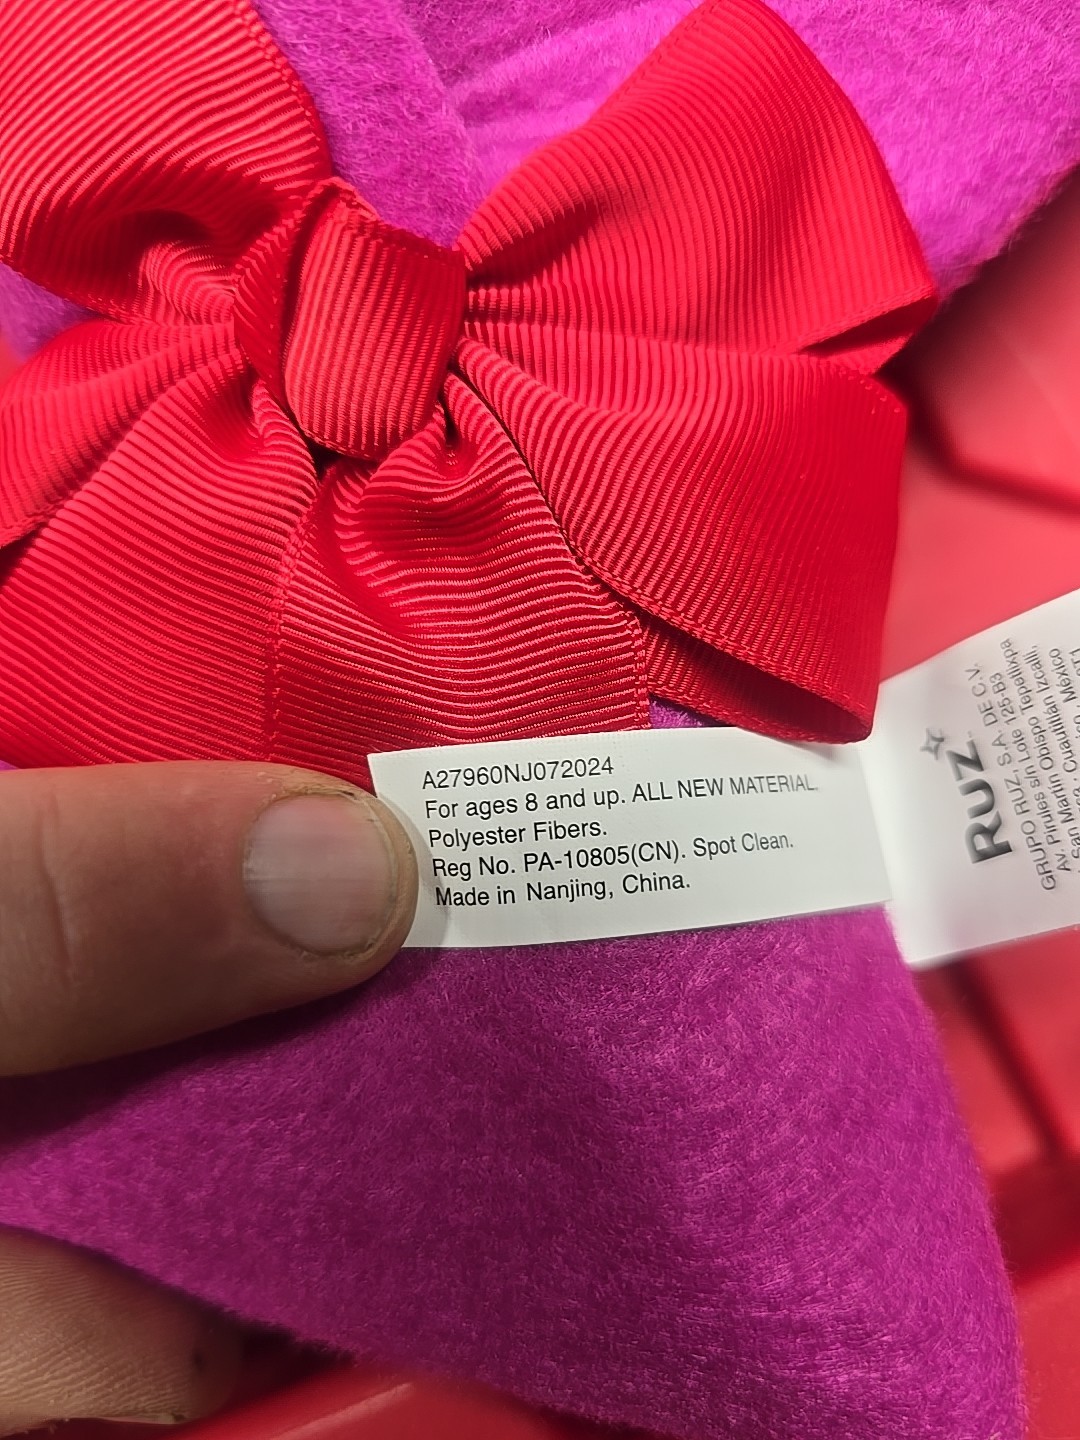 A27960NJ072024
For ages 8 and up. ALL NEW MATERIAL.
Polyester Fibers.
Reg No. PA-10805(CN). Spot Clean.
Made in Nanjing, China.
RUZ
GRUPO RUZ, S.A. DE C.V.
Av. Pirules sin Lote 125-B3
San Martin Obispo Tepetlixpa
Cuautitlán Izcalli,
México